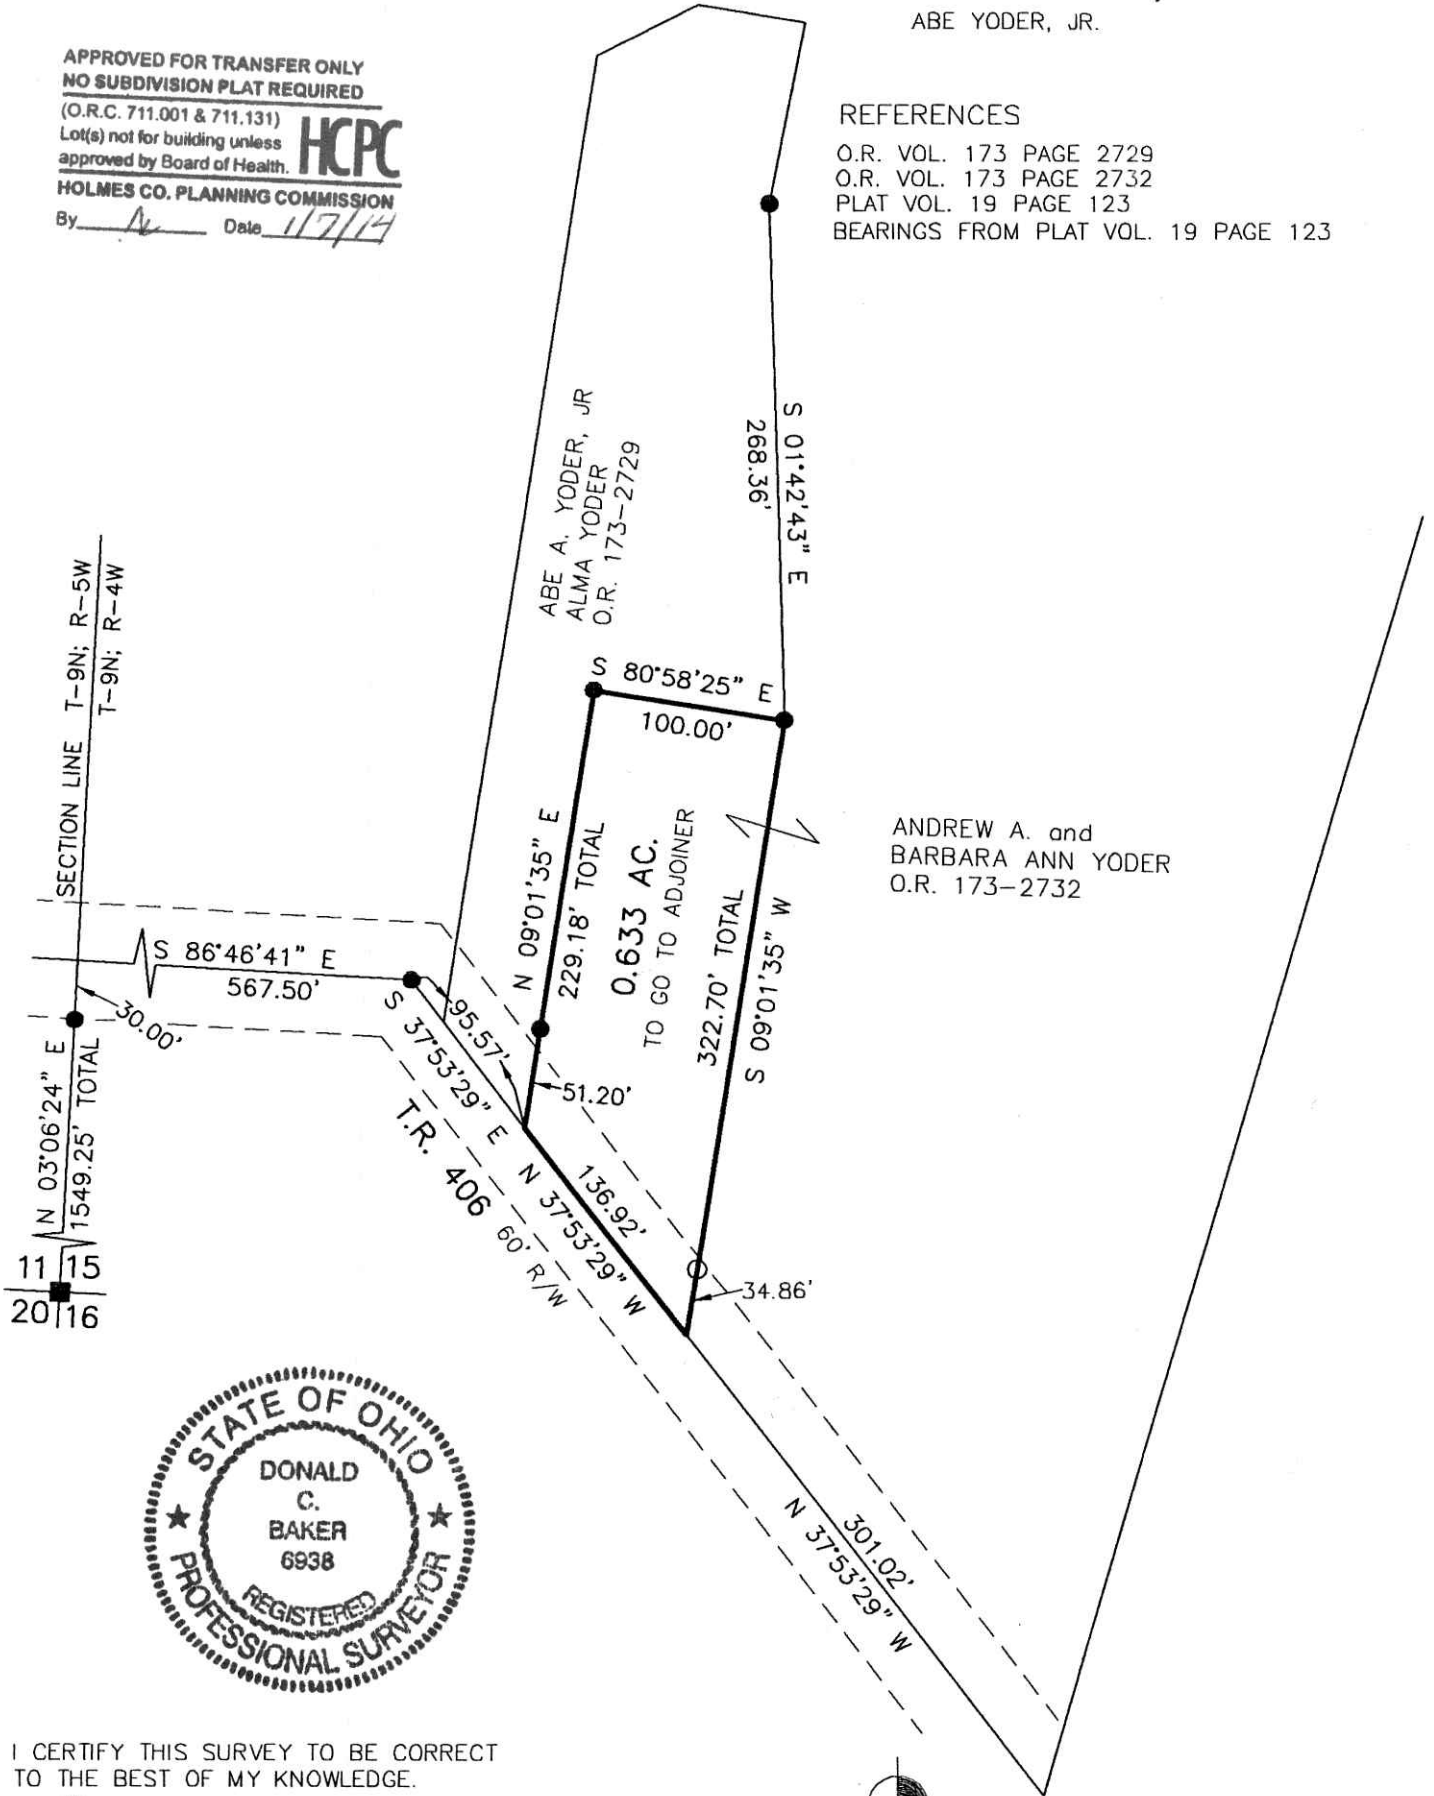 ABE YODER, JR.
APPROVED FOR TRANSFER ONLY
NO SUBDIVISION PLAT REQUIRED
(O.R.C. 711.001 & 711.131)
Lot(s) not for building unless
approved by Board of Health.
HCPC
HOLMES CO. PLANNING COMMISSION
By Date 1/7/14
REFERENCES
O.R. VOL. 173 PAGE 2729
O.R. VOL. 173 PAGE 2732
PLAT VOL. 19 PAGE 123
BEARINGS FROM PLAT VOL. 19 PAGE 123
S 01°42'43" E
268.36'
ABE A. YODER, JR
ALMA YODER
O.R. 173-2729
SECTION LINE T-9N; R-5W
T-9N; R-4W
S 80°58'25" E
100.00'
N 09°01'35" E
229.18' TOTAL
0.633 AC.
TO GO TO ADJOINER
322.70' TOTAL
S 09°01'35" W
ANDREW A. and
BARBARA ANN YODER
O.R. 173-2732
S 86°46'41" E
567.50'
30.00'
N 03°06'24" E
1549.25' TOTAL
95.57'
S 37°53'29" E
51.20'
T.R. 406 60' R/W
136.92'
N 37°53'29" W
34.86'
11 15
20 16
301.02'
N 37°53'29" W
STATE OF OHIO
DONALD
C.
BAKER
6938
REGISTERED
PROFESSIONAL SURVEYOR
I CERTIFY THIS SURVEY TO BE CORRECT
TO THE BEST OF MY KNOWLEDGE.